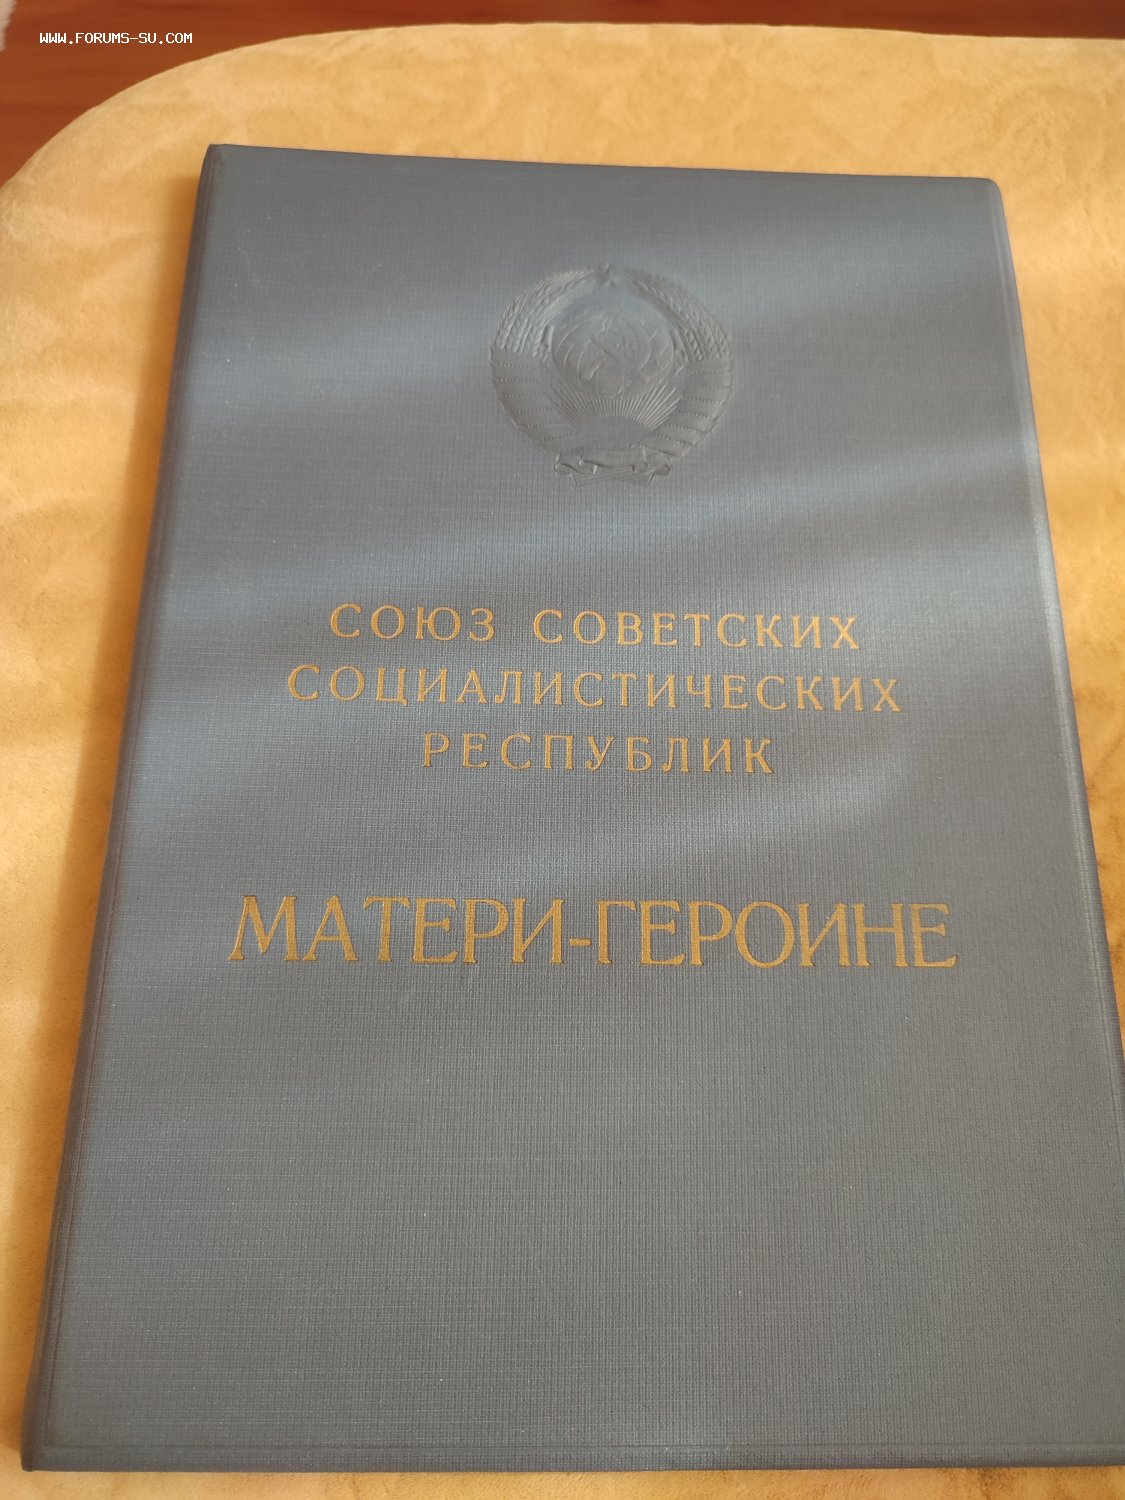 WWW.FORUMS-SU.COM
СОЮЗ СОВЕТСКИХ
СОЦИАЛИСТИЧЕСКИХ
РЕСПУБЛИК
МАТЕРИ-ГЕРОИНЕ